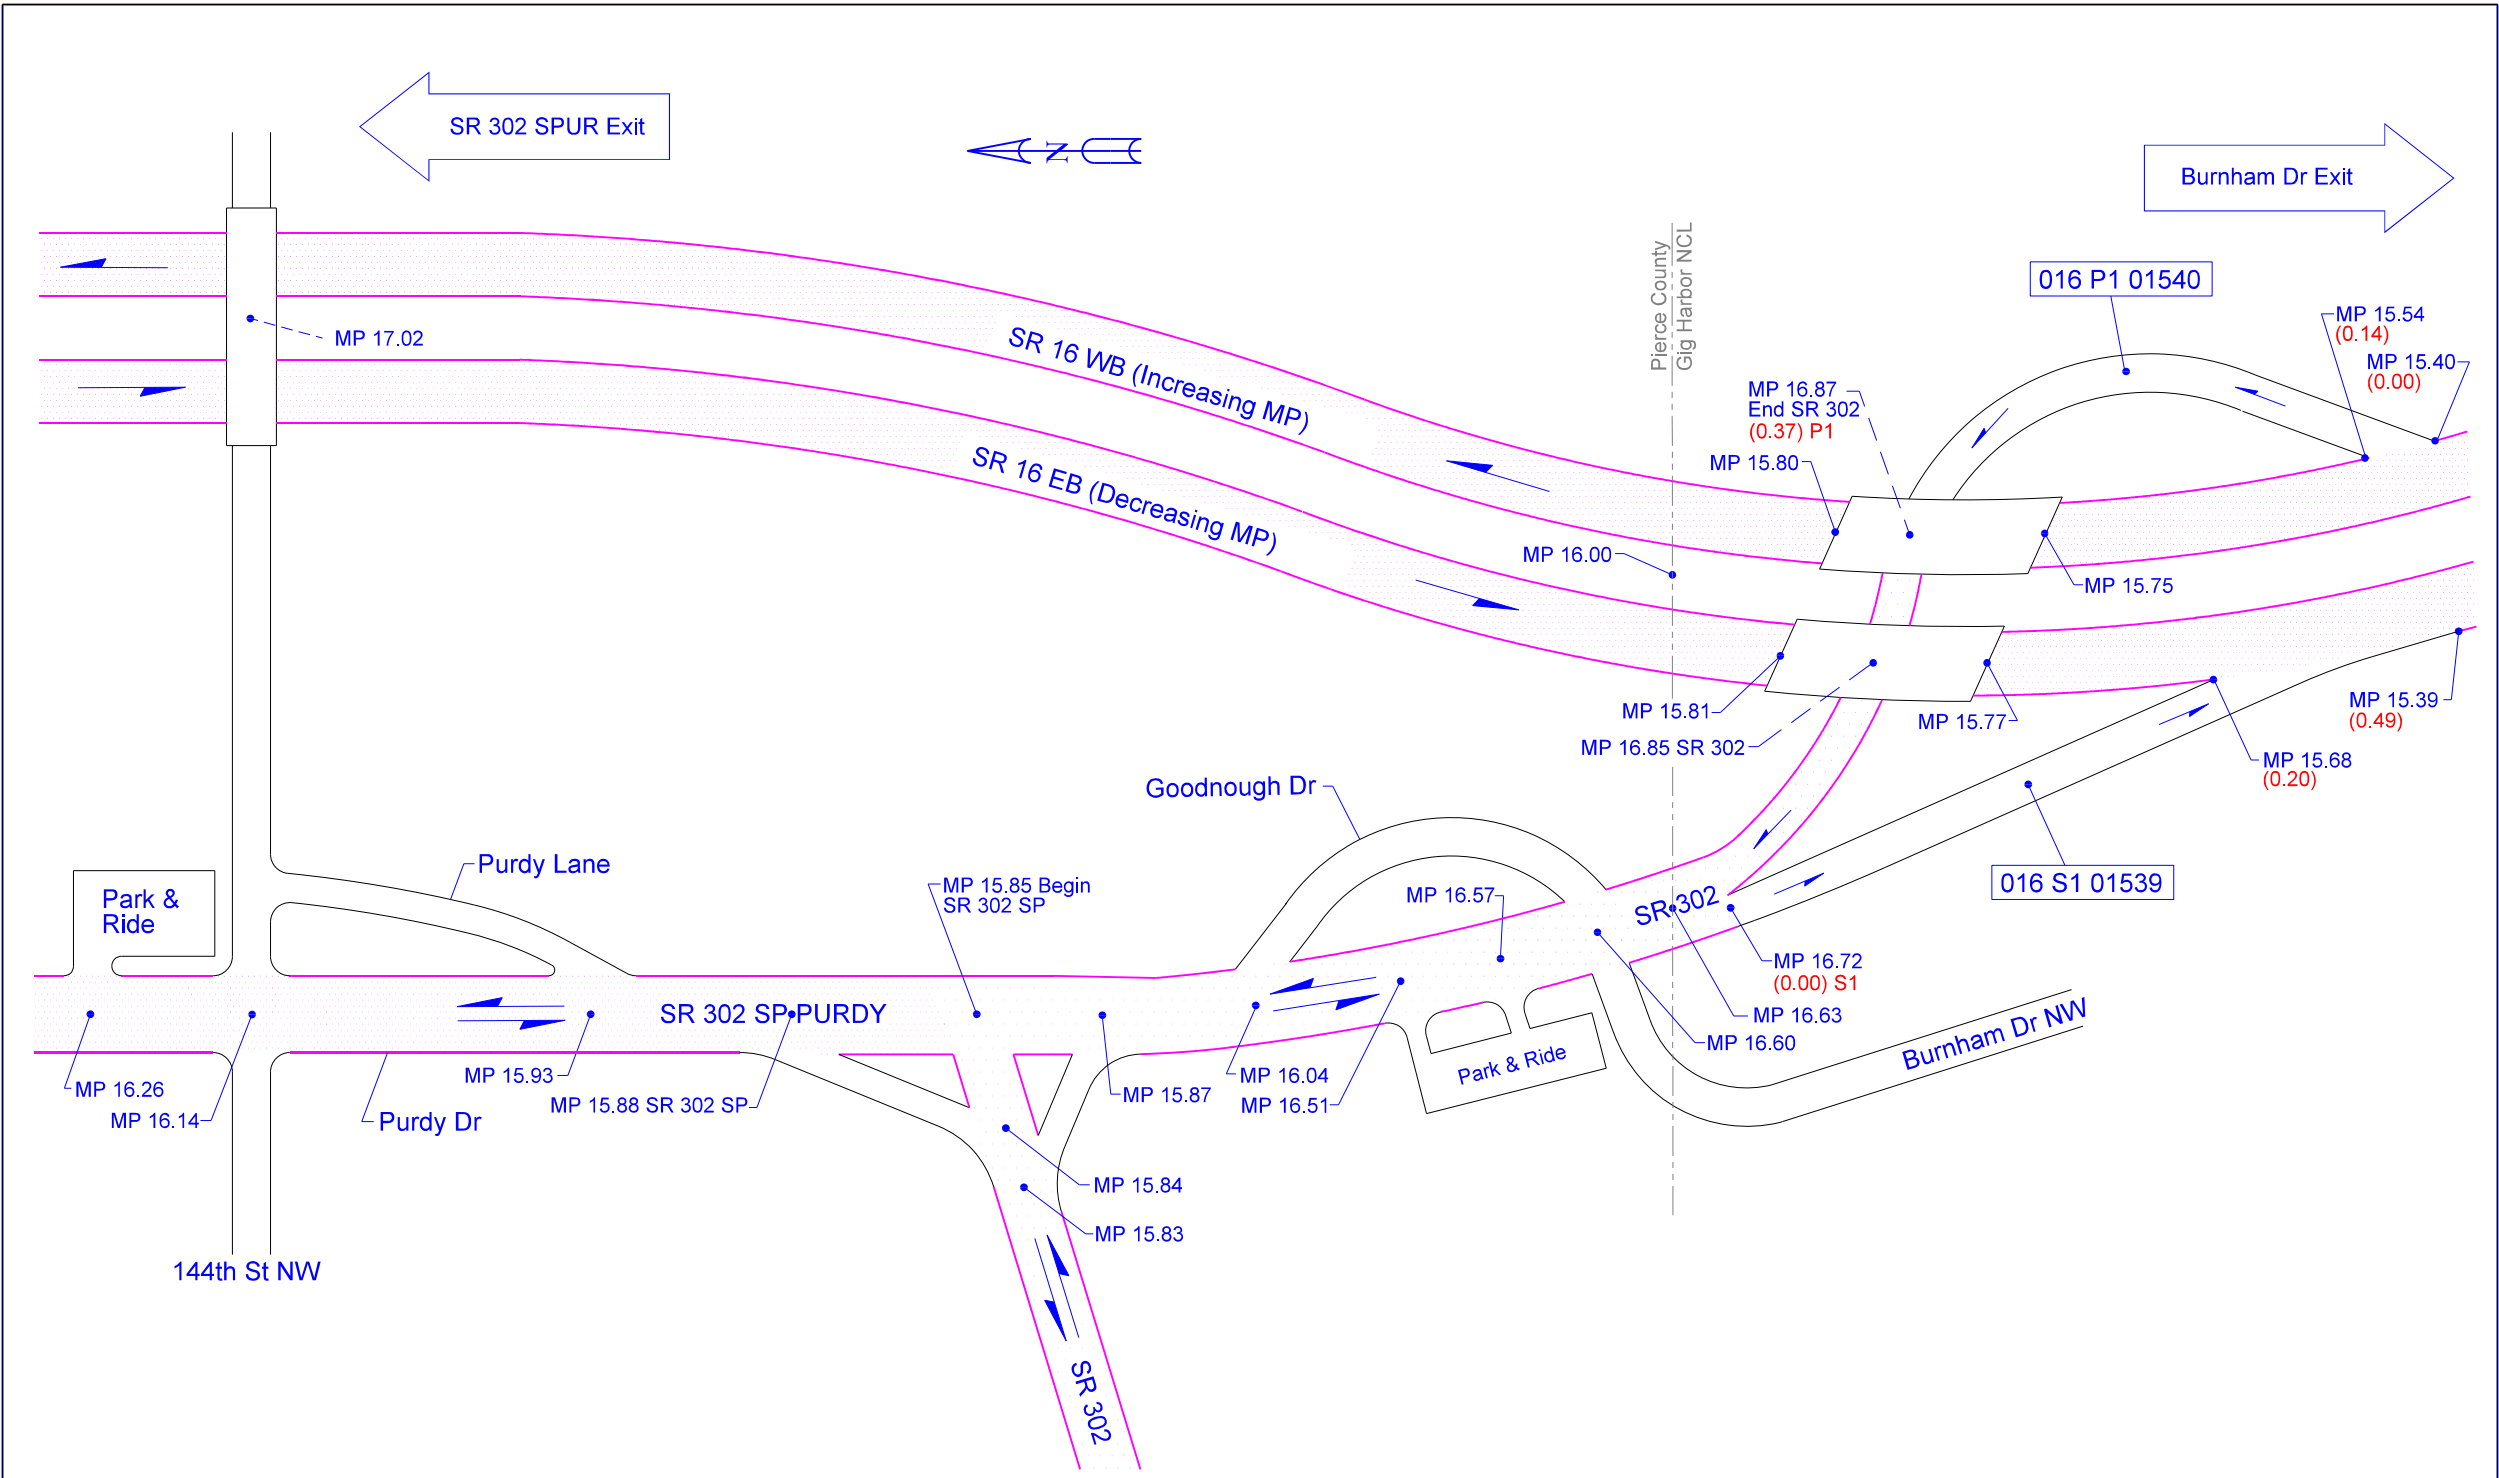 SR 302 SPUR Exit
N
Burnham Dr Exit
Pierce County
Gig Harbor NCL
016 P1 01540
MP 15.54
(0.14)
MP 15.40
(0.00)
MP 17.02
SR 16 WB (Increasing MP)
MP 16.87
End SR 302
(0.37) P1
MP 15.80
SR 16 EB (Decreasing MP)
MP 16.00
MP 15.75
MP 15.81
MP 15.77
MP 16.85 SR 302
MP 15.39
(0.49)
MP 15.68
(0.20)
Goodnough Dr
Purdy Lane
Park &
Ride
MP 15.85 Begin
SR 302 SP
MP 16.57
SR 302
016 S1 01539
MP 16.72
(0.00) S1
SR 302 SP PURDY
MP 16.63
MP 16.60
Burnham Dr NW
Park & Ride
MP 16.26
MP 16.14
MP 15.93
MP 15.88 SR 302 SP
MP 15.87
MP 16.04
MP 16.51
Purdy Dr
MP 15.84
MP 15.83
144th St NW
SR 302